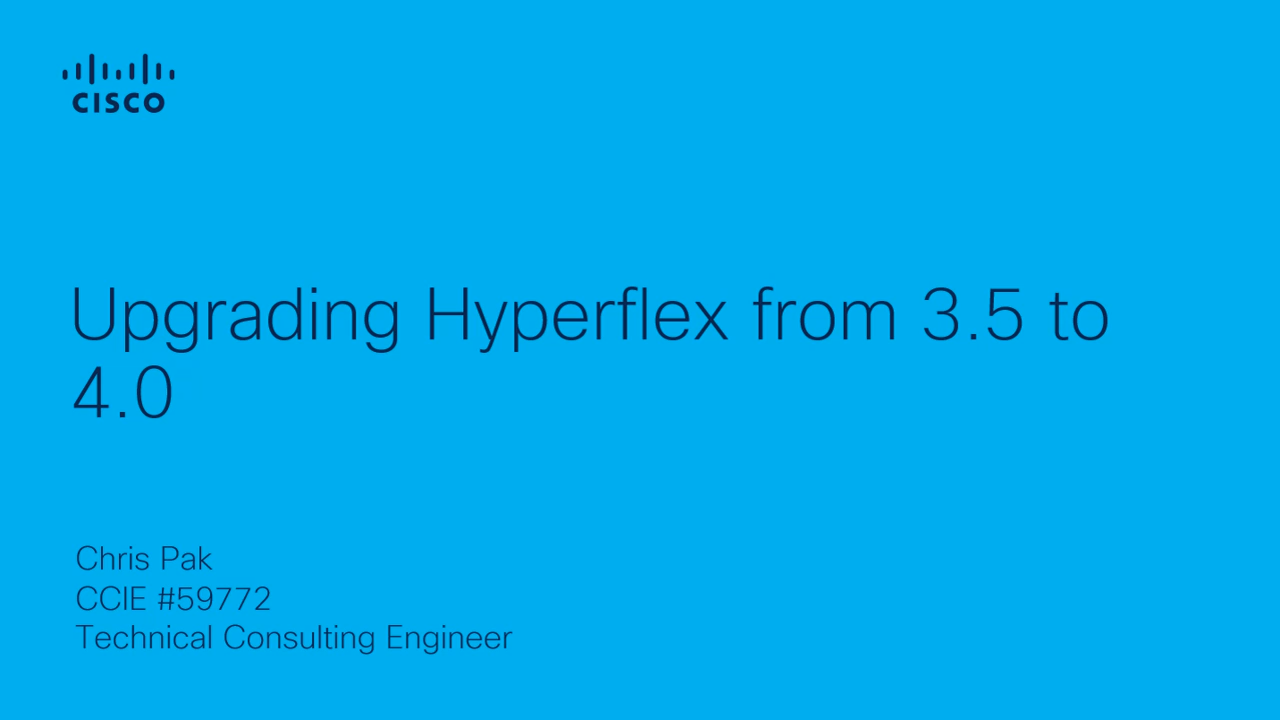 CISCO
Upgrading Hyperflex from 3.5 to
4.0
Chris Pak
CCIE #59772
Technical Consulting Engineer